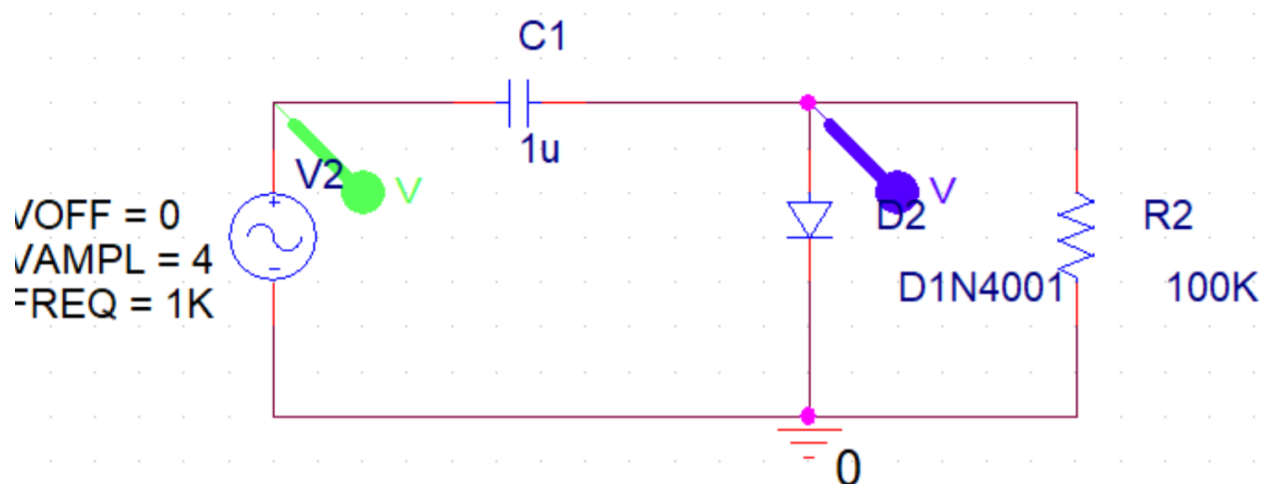 C1
1u
V2
V
V
VOFF = 0
VAMPL = 4
FREQ = 1K
D2
D1N4001
R2
100K
0